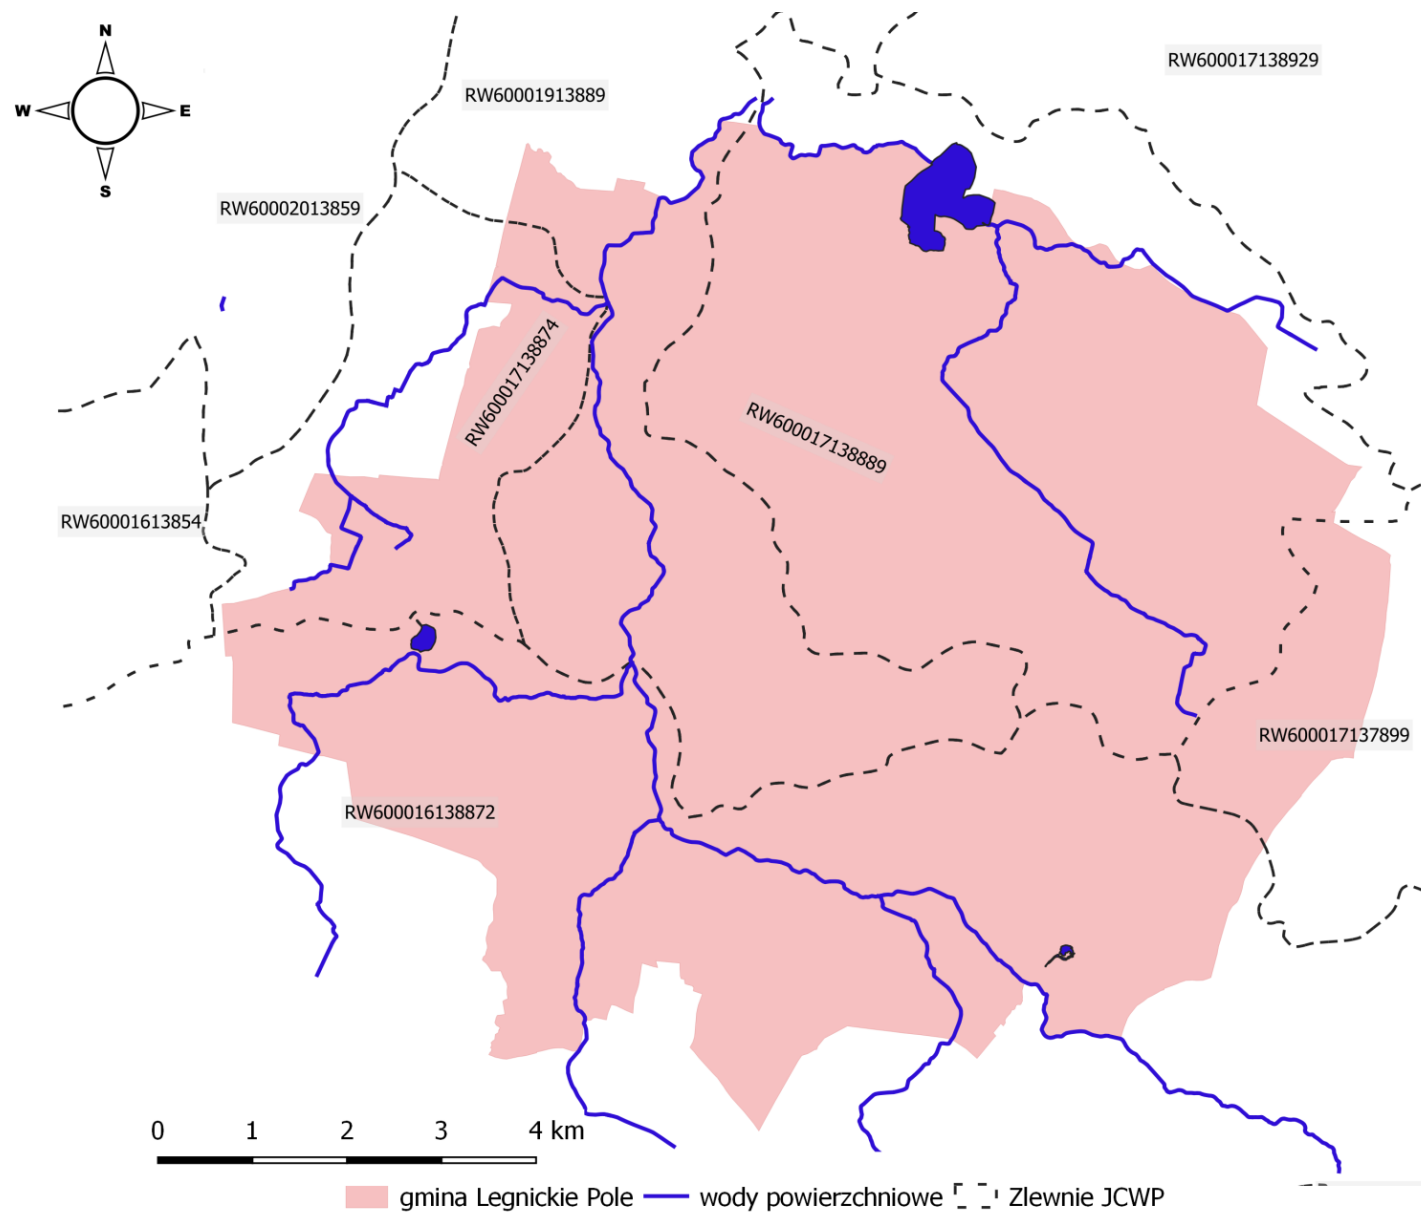 N
W E
S
RW600017138929
RW60001913889
RW60002013859
RW600017138874
RW600017138889
RW60001613854
RW600017137899
RW600016138872
0 1 2 3 4 km
gmina Legnickie Pole wody powierzchniowe Zlewnie JCWP